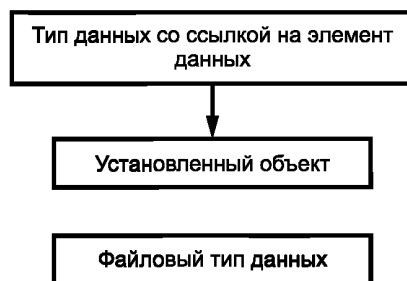 Тип данных со ссылкой на элемент
данных
Установленный объект
Файловый тип данных